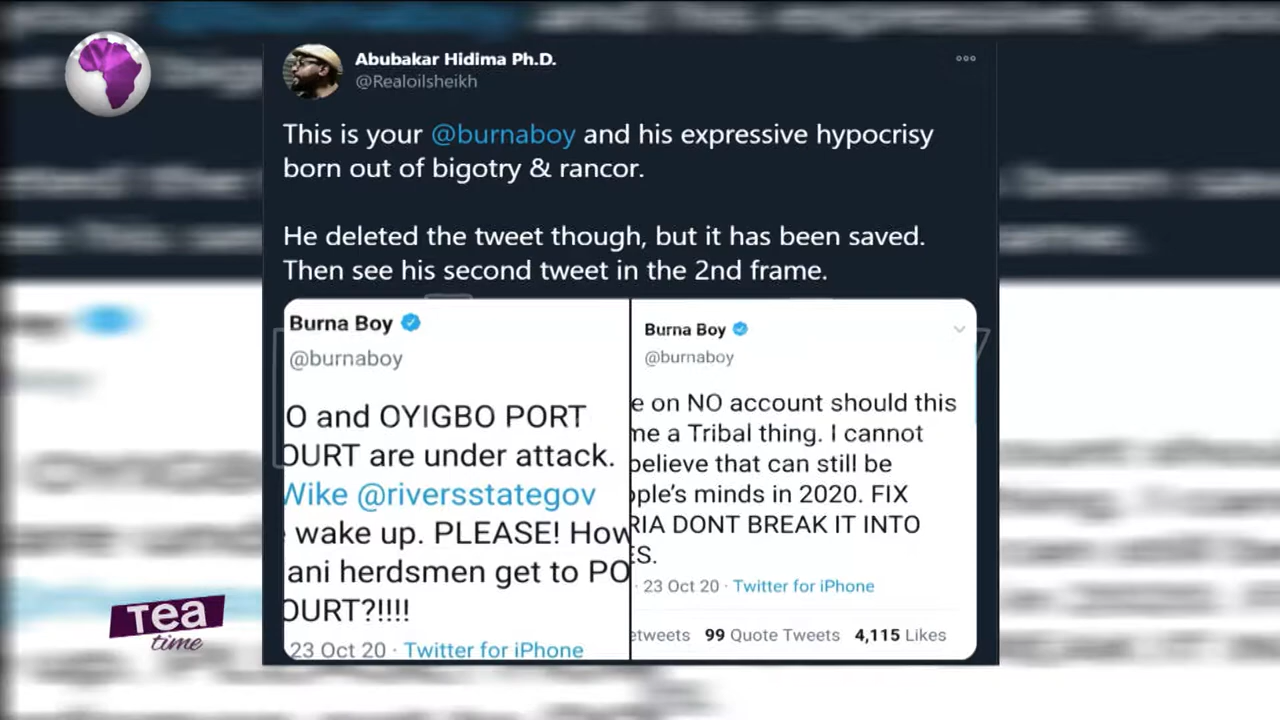 Abubakar Hidima Ph.D.
@Realoilsheikh
This is your @burnaboy and his expressive hypocrisy
born out of bigotry & rancor.
He deleted the tweet though, but it has been saved.
Then see his second tweet in the 2nd frame.
Burna Boy
@burnaboy
O and OYIGBO PORT
OURT are under attack.
Wike @riversstategov
wake up. PLEASE! How
ani herdsmen get to PO
OURT?!!!!
23 Oct 20 · Twitter for iPhone
Burna Boy
@burnaboy
e on NO account should this
me a Tribal thing. I cannot
believe that can still be
ople's minds in 2020. FIX
RIA DONT BREAK IT INTO
ES.
· 23 Oct 20 · Twitter for iPhone
etweets 99 Quote Tweets 4,115 Likes
Tea
time